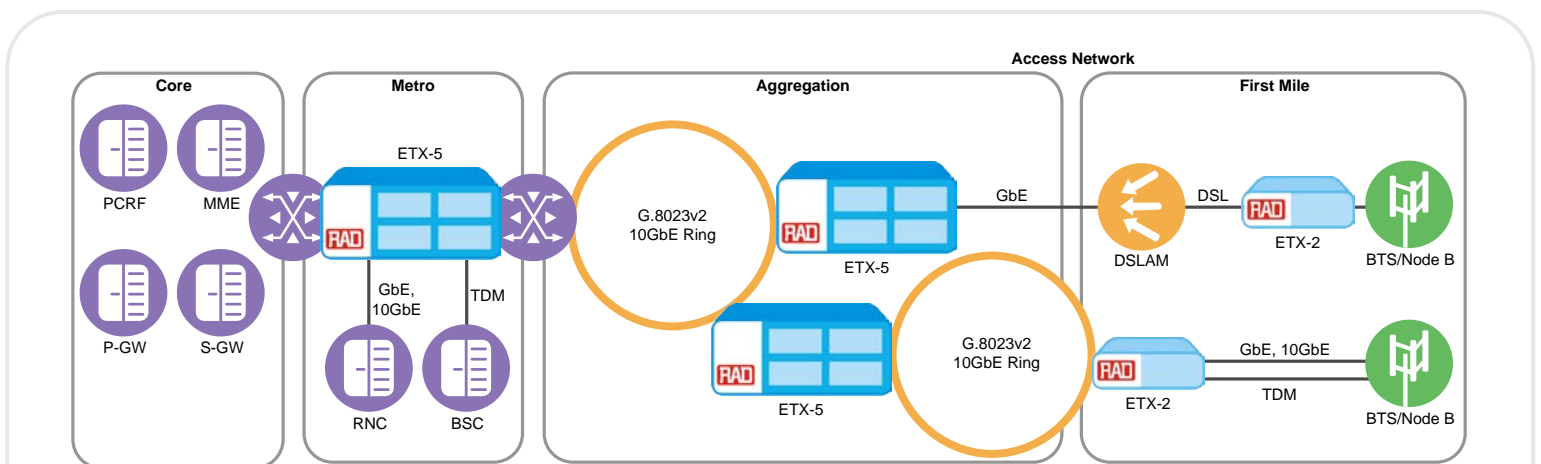 Access Network
Core
Metro
Aggregation
First Mile
PCRF
MME
P-GW
S-GW
ETX-5
RAD
GbE,
10GbE
TDM
RNC
BSC
G.8023v2
10GbE Ring
RAD
ETX-5
GbE
RAD
ETX-5
G.8023v2
10GbE Ring
DSLAM
DSL
RAD
ETX-2
BTS/Node B
RAD
ETX-2
GbE, 10GbE
TDM
BTS/Node B